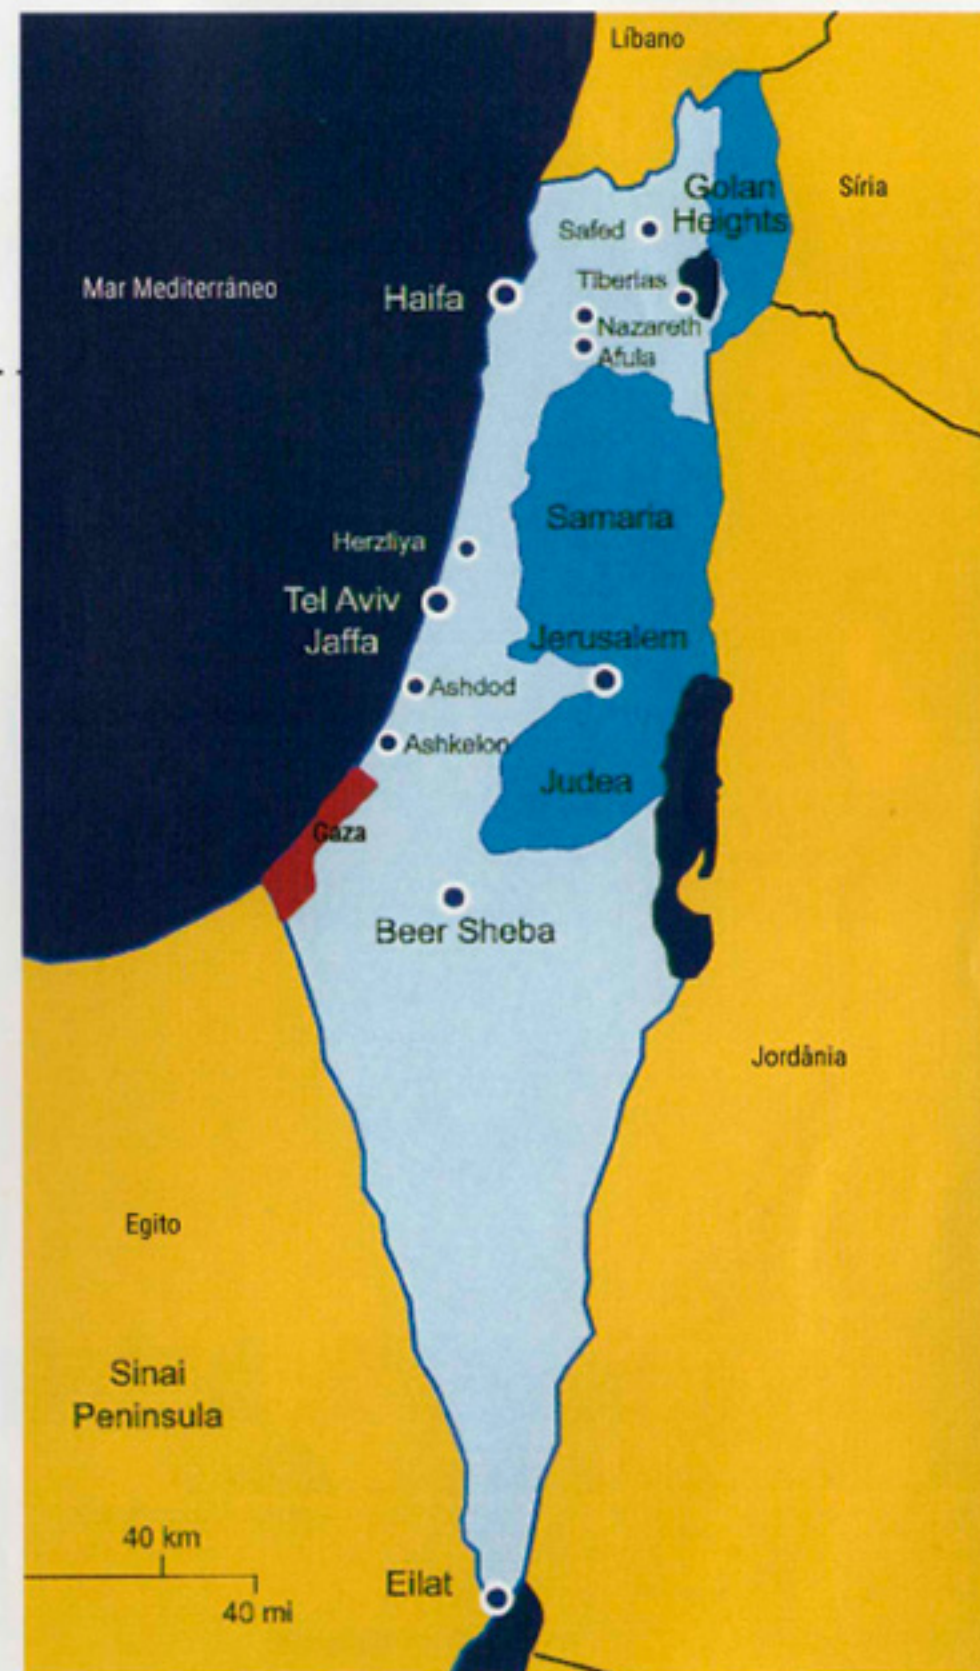 Líbano
Síria
Golan
Heights
Safed
Mar Mediterráneo
Tiberias
Haifa
Nazareth
Afula
Samaria
Herzliya
Tel Aviv
Jaffa
Jerusalem
Ashdod
Ashkelon
Judea
Gaza
Beer Sheba
Jordânia
Egito
Sinai
Peninsula
40 km
Eilat
40 mi